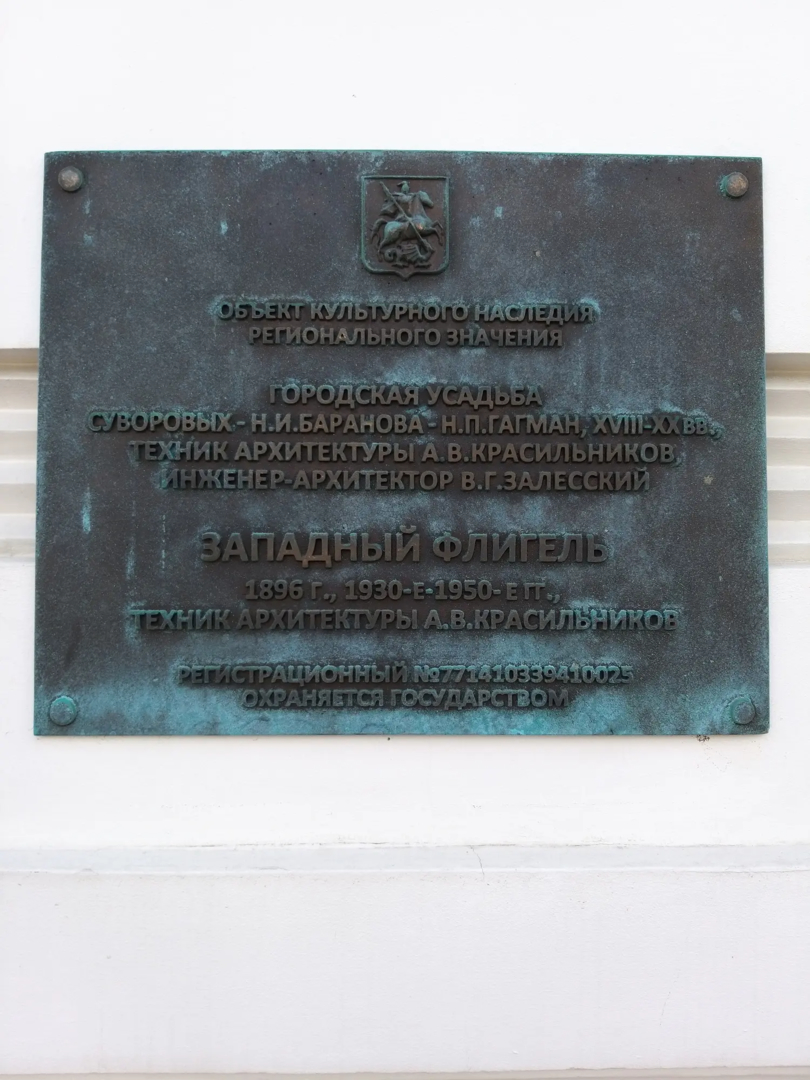 ОБЪЕКТ КУЛЬТУРНОГО НАСЛЕДИЯ
РЕГИОНАЛЬНОГО ЗНАЧЕНИЯ
ГОРОДСКАЯ УСАДЬБА
СУВОРОВЫХ - Н.И.БАРАНОВА - Н.П.ГАГМАН, XVIII-XX ВВ.,
ТЕХНИК АРХИТЕКТУРЫ А.В.КРАСИЛЬНИКОВ,
ИНЖЕНЕР-АРХИТЕКТОР В.Г.ЗАЛЕССКИЙ
ЗАПАДНЫЙ ФЛИГЕЛЬ
1896 Г., 1930-Е-1950-Е ГГ.,
ТЕХНИК АРХИТЕКТУРЫ А.В.КРАСИЛЬНИКОВ
РЕГИСТРАЦИОННЫЙ №771410339410025
ОХРАНЯЕТСЯ ГОСУДАРСТВОМ